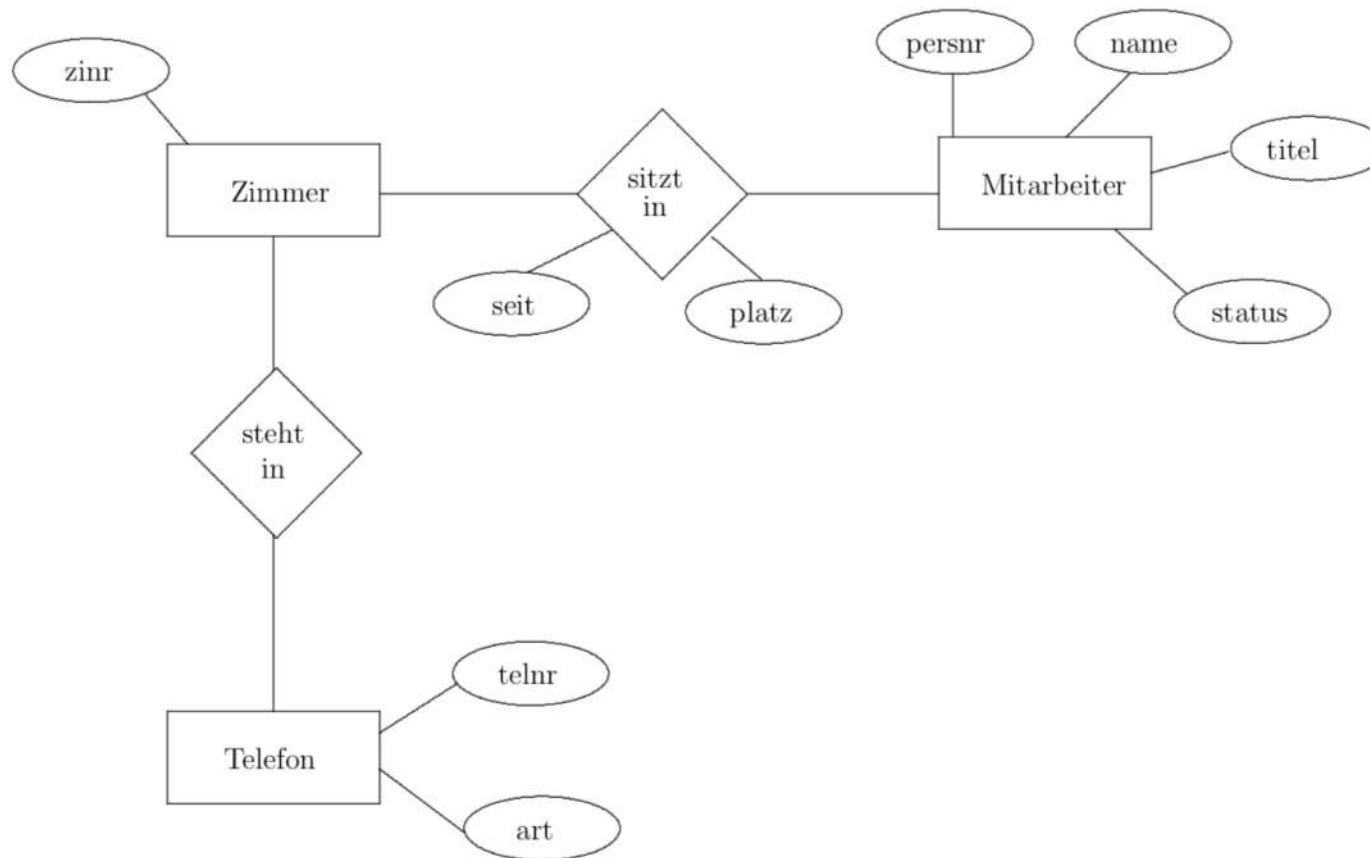 persnr
name
zinr
titel
Zimmer
sitzt
in
Mitarbeiter
seit
platz
status
steht
in
telnr
Telefon
art